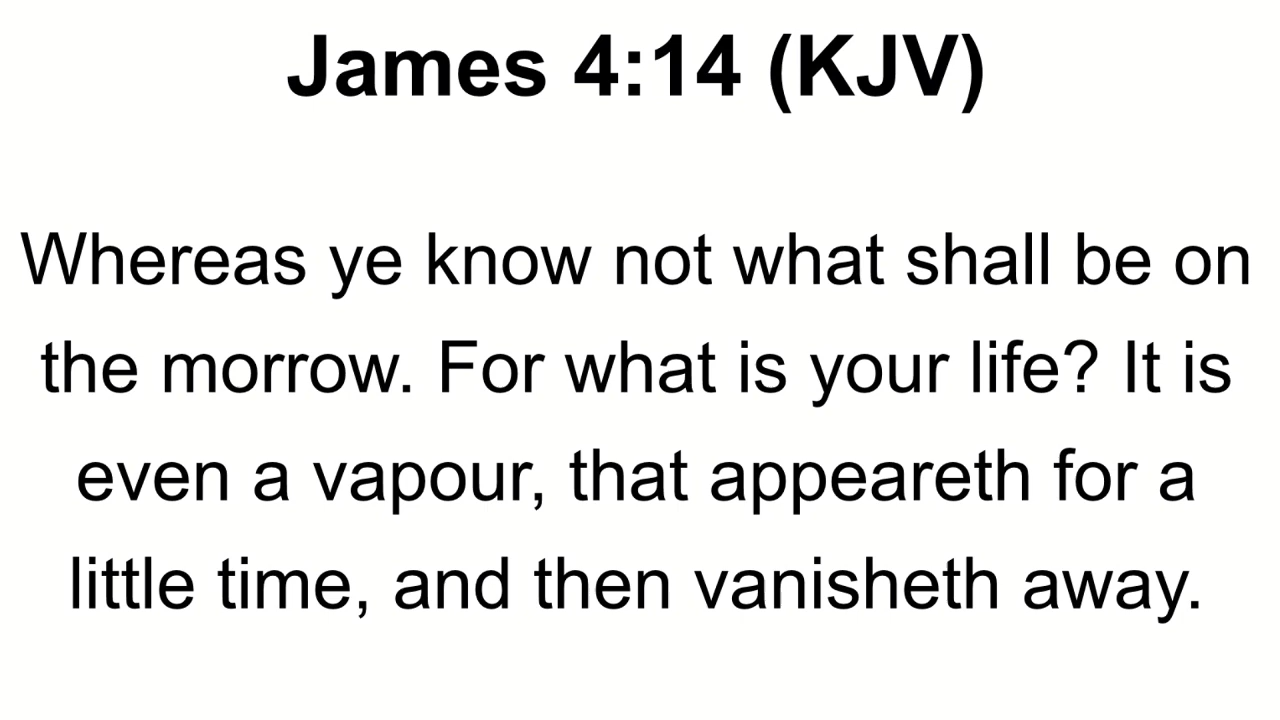 James 4:14 (KJV)
Whereas ye know not what shall be on
the morrow. For what is your life? It is
even a vapour, that appeareth for a
little time, and then vanisheth away.